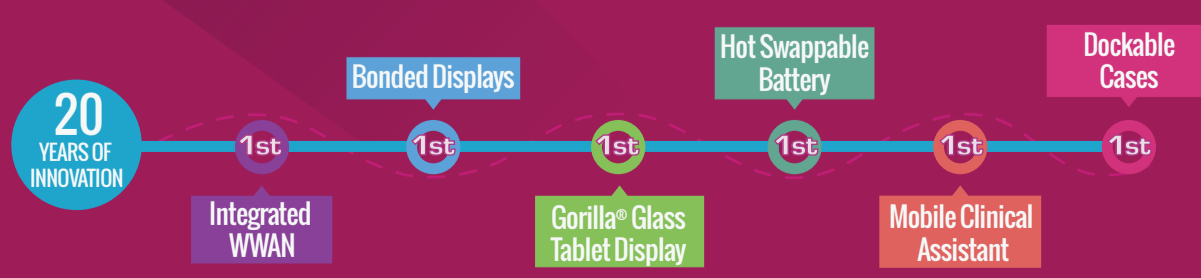 20
YEARS OF
INNOVATION
1st
Integrated
WWAN
Bonded Displays
1st
1st
Gorilla® Glass
Tablet Display
Hot Swappable
Battery
1st
1st
Mobile Clinical
Assistant
Dockable
Cases
1st